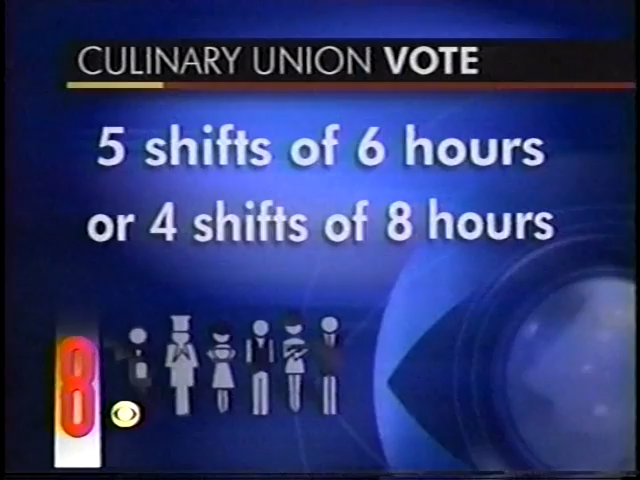 CULINARY UNION VOTE
5 shifts of 6 hours
or 4 shifts of 8 hours
8